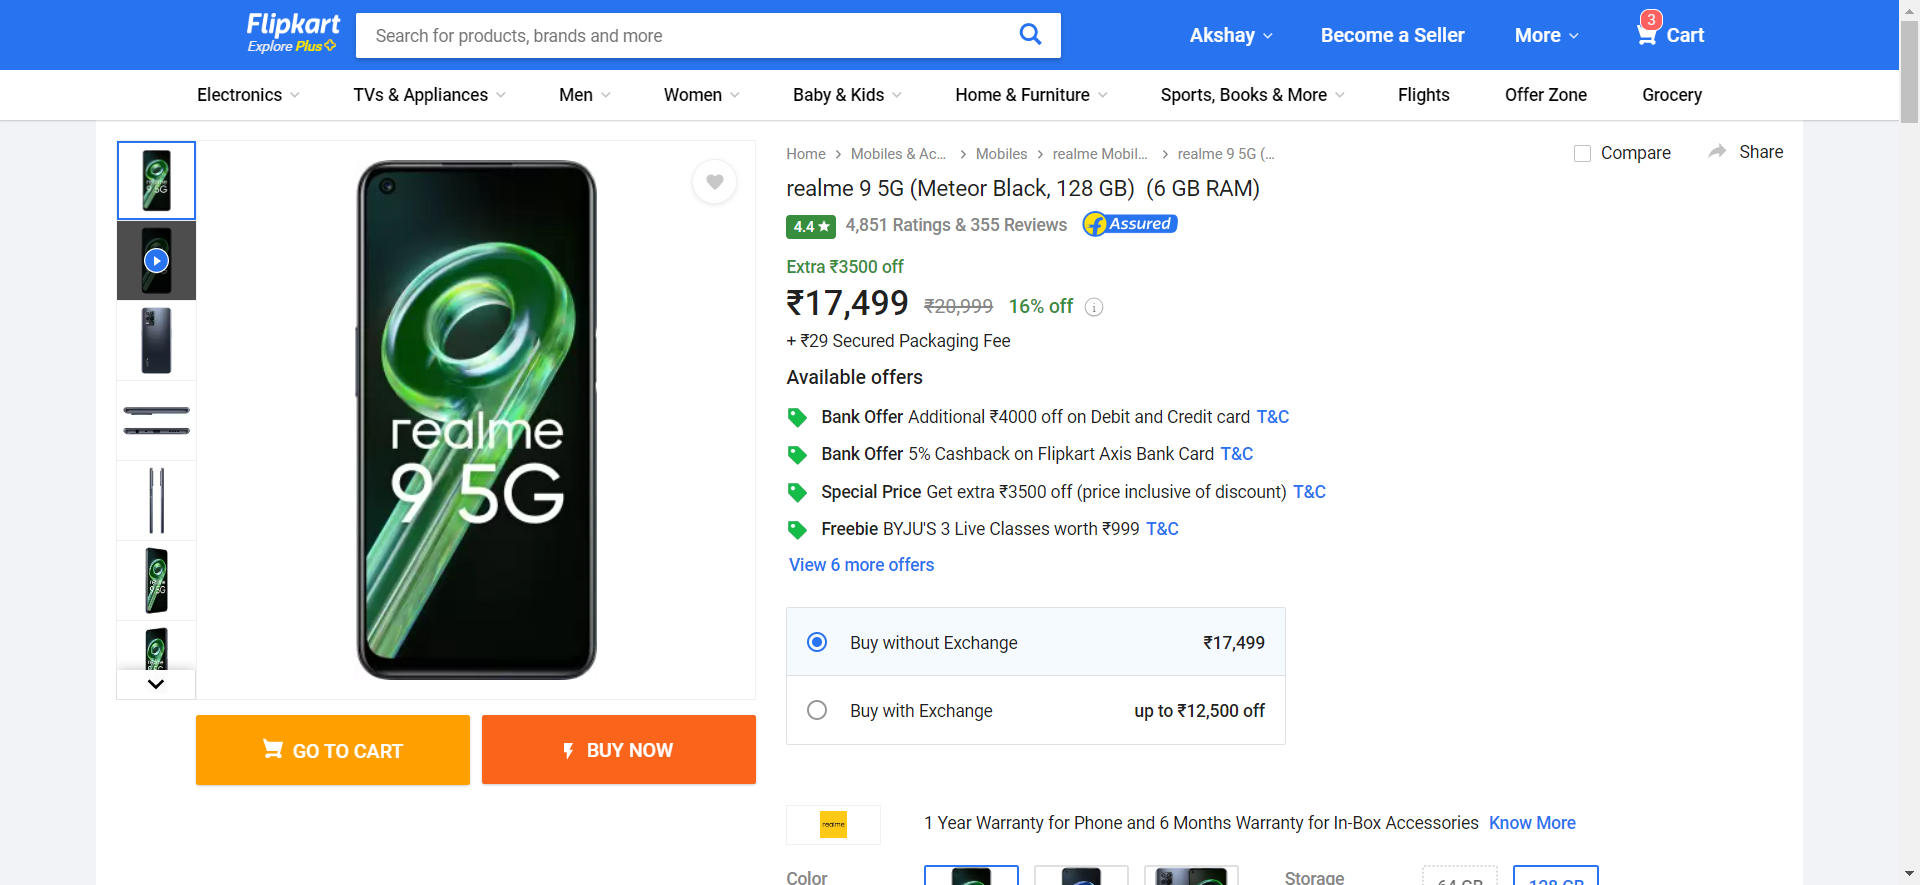 Flipkart
Explore Plus
Search for products, brands and more
Akshay
Become a Seller
More
3
Cart
Electronics
TVs & Appliances
Men
Women
Baby & Kids
Home & Furniture
Sports, Books & More
Flights
Offer Zone
Grocery
realme
9 5G
GO TO CART
BUY NOW
Home
Mobiles & Ac...
Mobiles
realme Mobil...
realme 9 5G (...
Compare
Share
realme 9 5G (Meteor Black, 128 GB) (6 GB RAM)
4.4 ★
4,851 Ratings & 355 Reviews
Assured
Extra ₹3500 off
₹17,499 ₹20,999 16% off
+ ₹29 Secured Packaging Fee
Available offers
Bank Offer Additional ₹4000 off on Debit and Credit card T&C
Bank Offer 5% Cashback on Flipkart Axis Bank Card T&C
Special Price Get extra ₹3500 off (price inclusive of discount) T&C
Freebie BYJU'S 3 Live Classes worth ₹999 T&C
View 6 more offers
Buy without Exchange ₹17,499
Buy with Exchange up to ₹12,500 off
realme
1 Year Warranty for Phone and 6 Months Warranty for In-Box Accessories Know More
Color
Storage
64 GB
128 GB